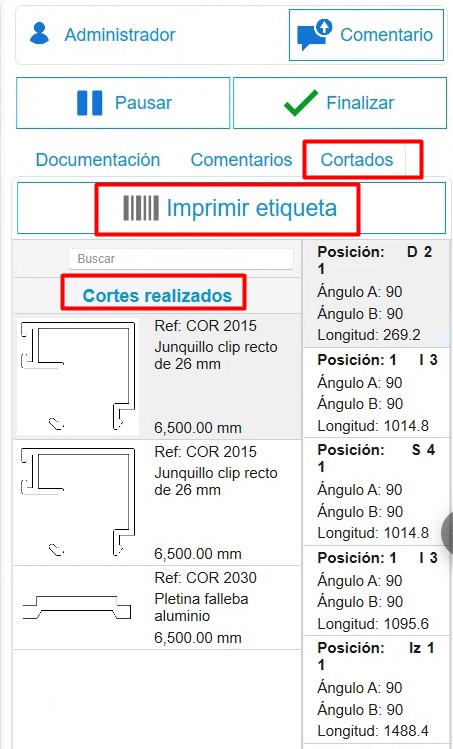 Administrador
Comentario
Pausar
Finalizar
Documentación
Comentarios
Cortados
Imprimir etiqueta
Buscar
Cortes realizados
Ref: COR 2015
Junquillo clip recto
de 26 mm
6,500.00 mm
Ref: COR 2015
Junquillo clip recto
de 26 mm
6,500.00 mm
Ref: COR 2030
Pletina falleba
aluminio
6,500.00 mm
Posición: D 2
1
Ángulo A: 90
Ángulo B: 90
Longitud: 269.2
Posición: 1 I 3
Ángulo A: 90
Ángulo B: 90
Longitud: 1014.8
Posición: S 4
1
Ángulo A: 90
Ángulo B: 90
Longitud: 1014.8
Posición: 1 I 3
Ángulo A: 90
Ángulo B: 90
Longitud: 1095.6
Posición: Iz 1
1
Ángulo A: 90
Ángulo B: 90
Longitud: 1488.4